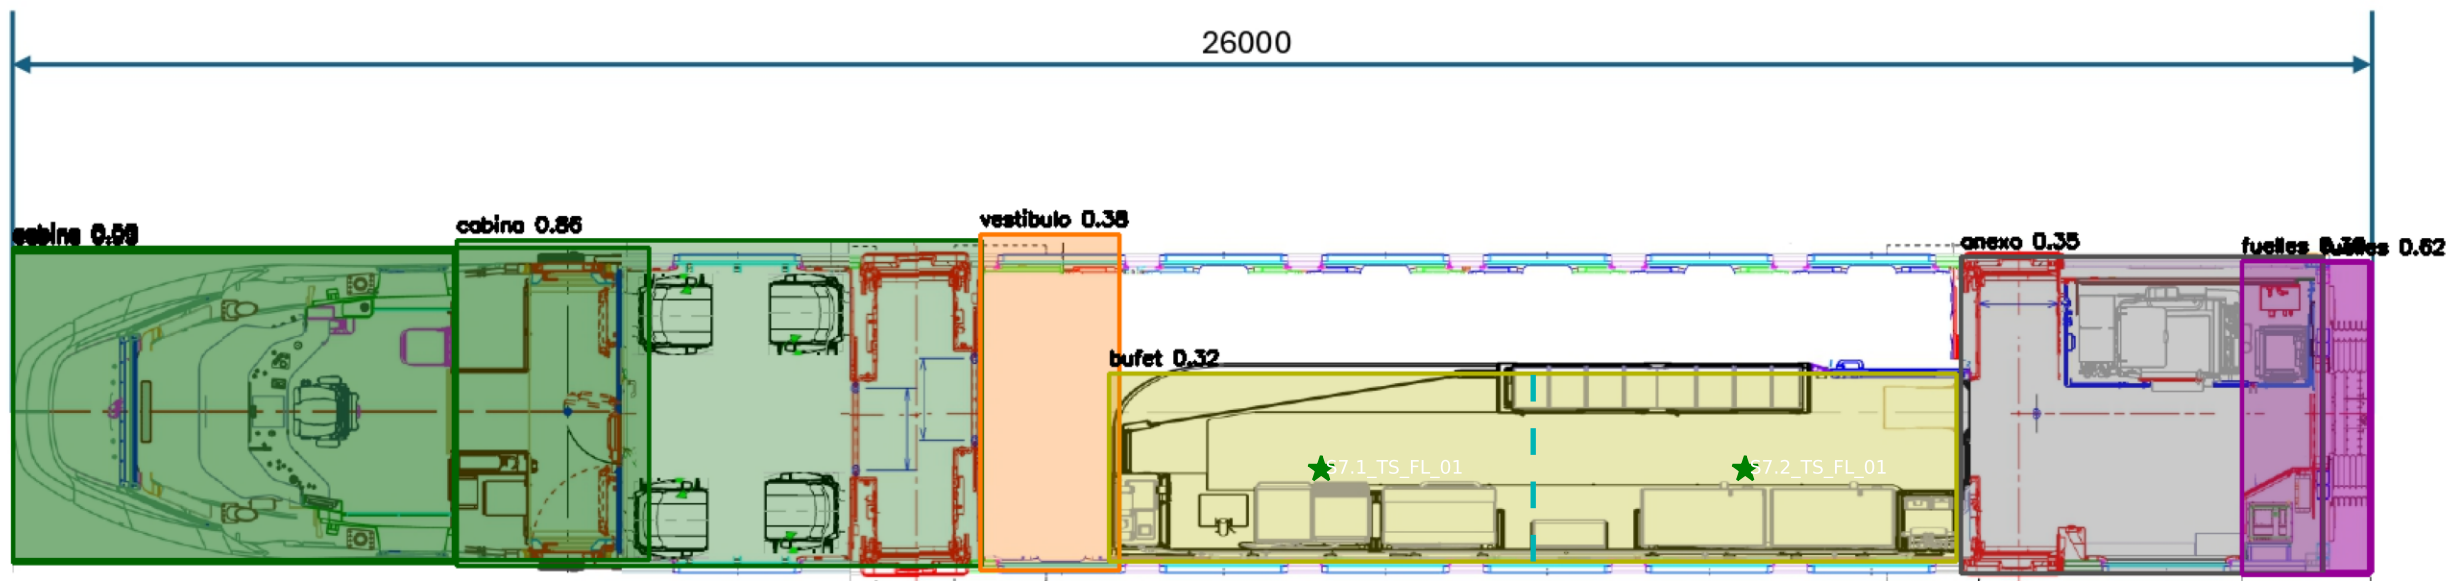 26000
cabina 0.86
vestibulo 0.38
anexo 0.35
fuelles
fuelles 0.62
bufet 0.32
S7.1_TS_FL_01
S7.2_TS_FL_01